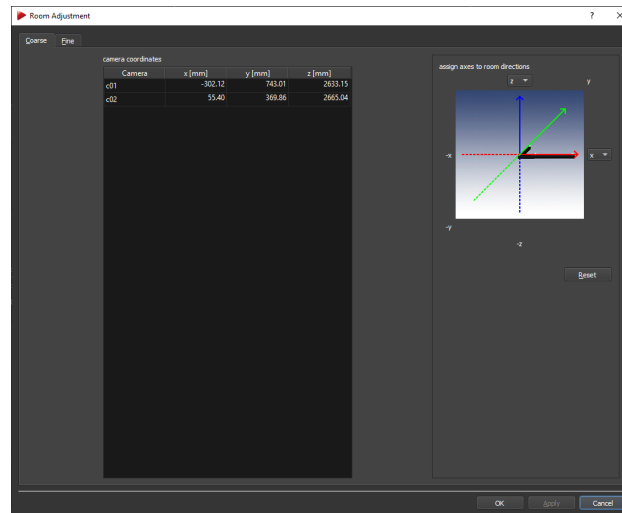 Room Adjustment ? ×
Coarse Fine
camera coordinates
Camera x [mm] y [mm] z [mm]
c01 -302.12 743.01 2633.15
c02 55.40 369.86 2665.04
assign axes to room directions
z y
-x x
-y
-z
Reset
OK Apply Cancel